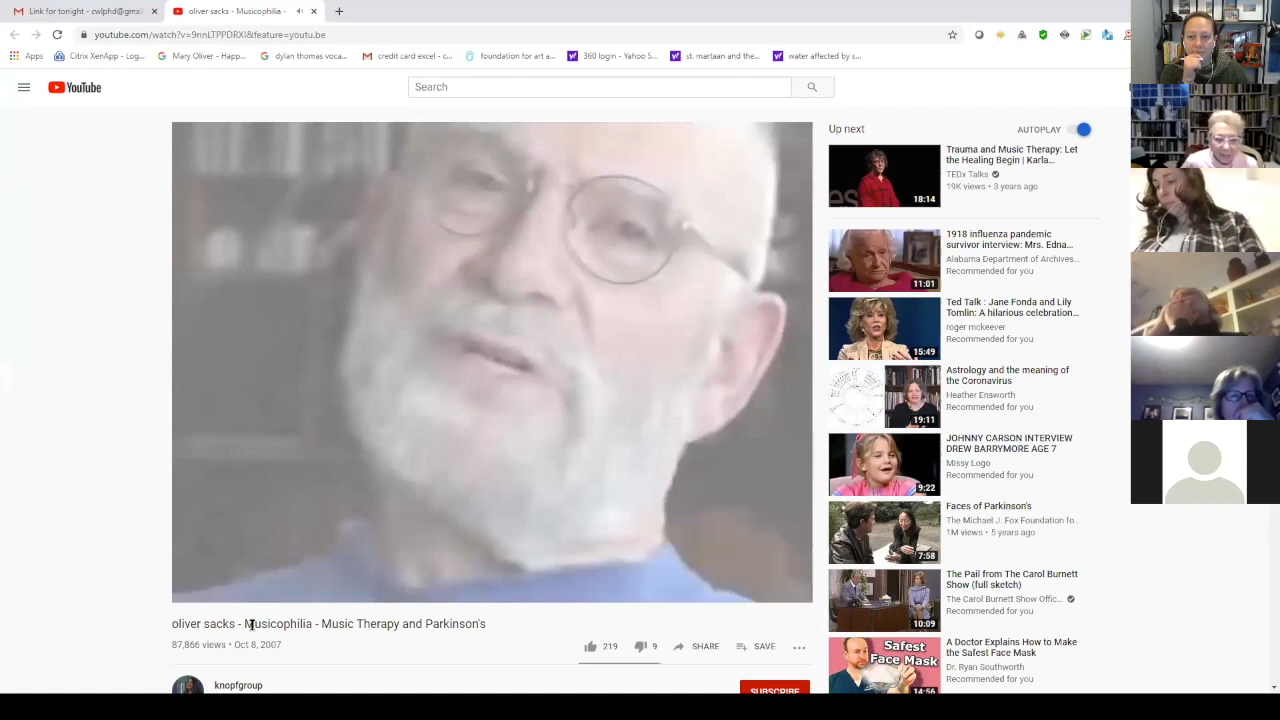 Link for tonight - cwlphd@gmai
oliver sacks - Musicophilia -
youtube.com/watch?v=9nnLTPPDRXI&feature=youtu.be
Apps
Citrix XenApp - Log...
Mary Oliver - Happ...
dylan thomas voca...
credit card excel - c...
foundation for art a...
360 login - Yahoo S...
st. martaan and the...
water affected by s...
YouTube
Search
Up next
AUTOPLAY
Trauma and Music Therapy: Let
the Healing Begin | Karla...
TEDx Talks
19K views • 3 years ago
18:14
1918 influenza pandemic
survivor interview: Mrs. Edna...
Alabama Department of Archives...
Recommended for you
11:01
Ted Talk : Jane Fonda and Lily
Tomlin: A hilarious celebration...
roger mckeever
Recommended for you
15:49
Astrology and the meaning of
the Coronavirus
Heather Ensworth
Recommended for you
19:11
JOHNNY CARSON INTERVIEW
DREW BARRYMORE AGE 7
Missy Logo
Recommended for you
9:22
Faces of Parkinson's
The Michael J. Fox Foundation fo...
1M views • 5 years ago
7:58
The Pail from The Carol Burnett
Show (full sketch)
The Carol Burnett Show Offic...
Recommended for you
10:09
A Doctor Explains How to Make
the Safest Face Mask
Dr. Ryan Southworth
Recommended for you
Safest
Face Mask
14:56
oliver sacks - Musicophilia - Music Therapy and Parkinson's
87,866 views • Oct 8, 2007
219
9
SHARE
SAVE
knopfgroup
SUBSCRIBE